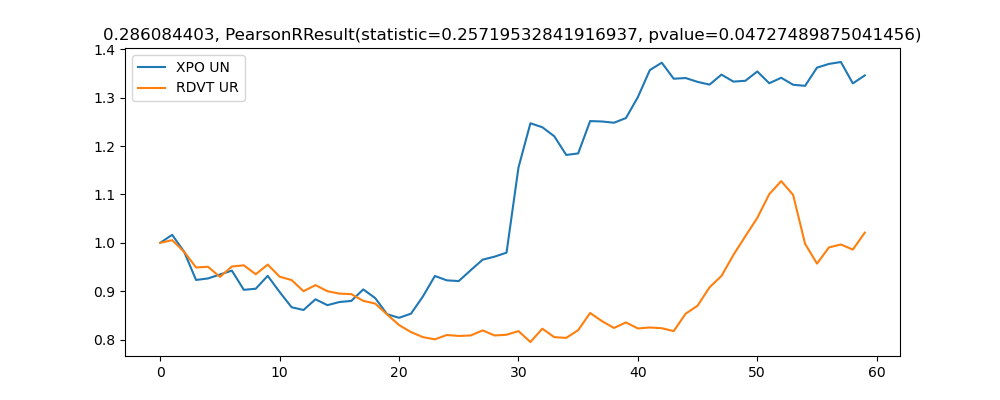 0.286084403, PearsonRResult(statistic=0.25719532841916937, pvalue=0.04727489875041456)
XPO UN
RDVT UR
1.4
1.3
1.2
1.1
1.0
0.9
0.8
0 10 20 30 40 50 60